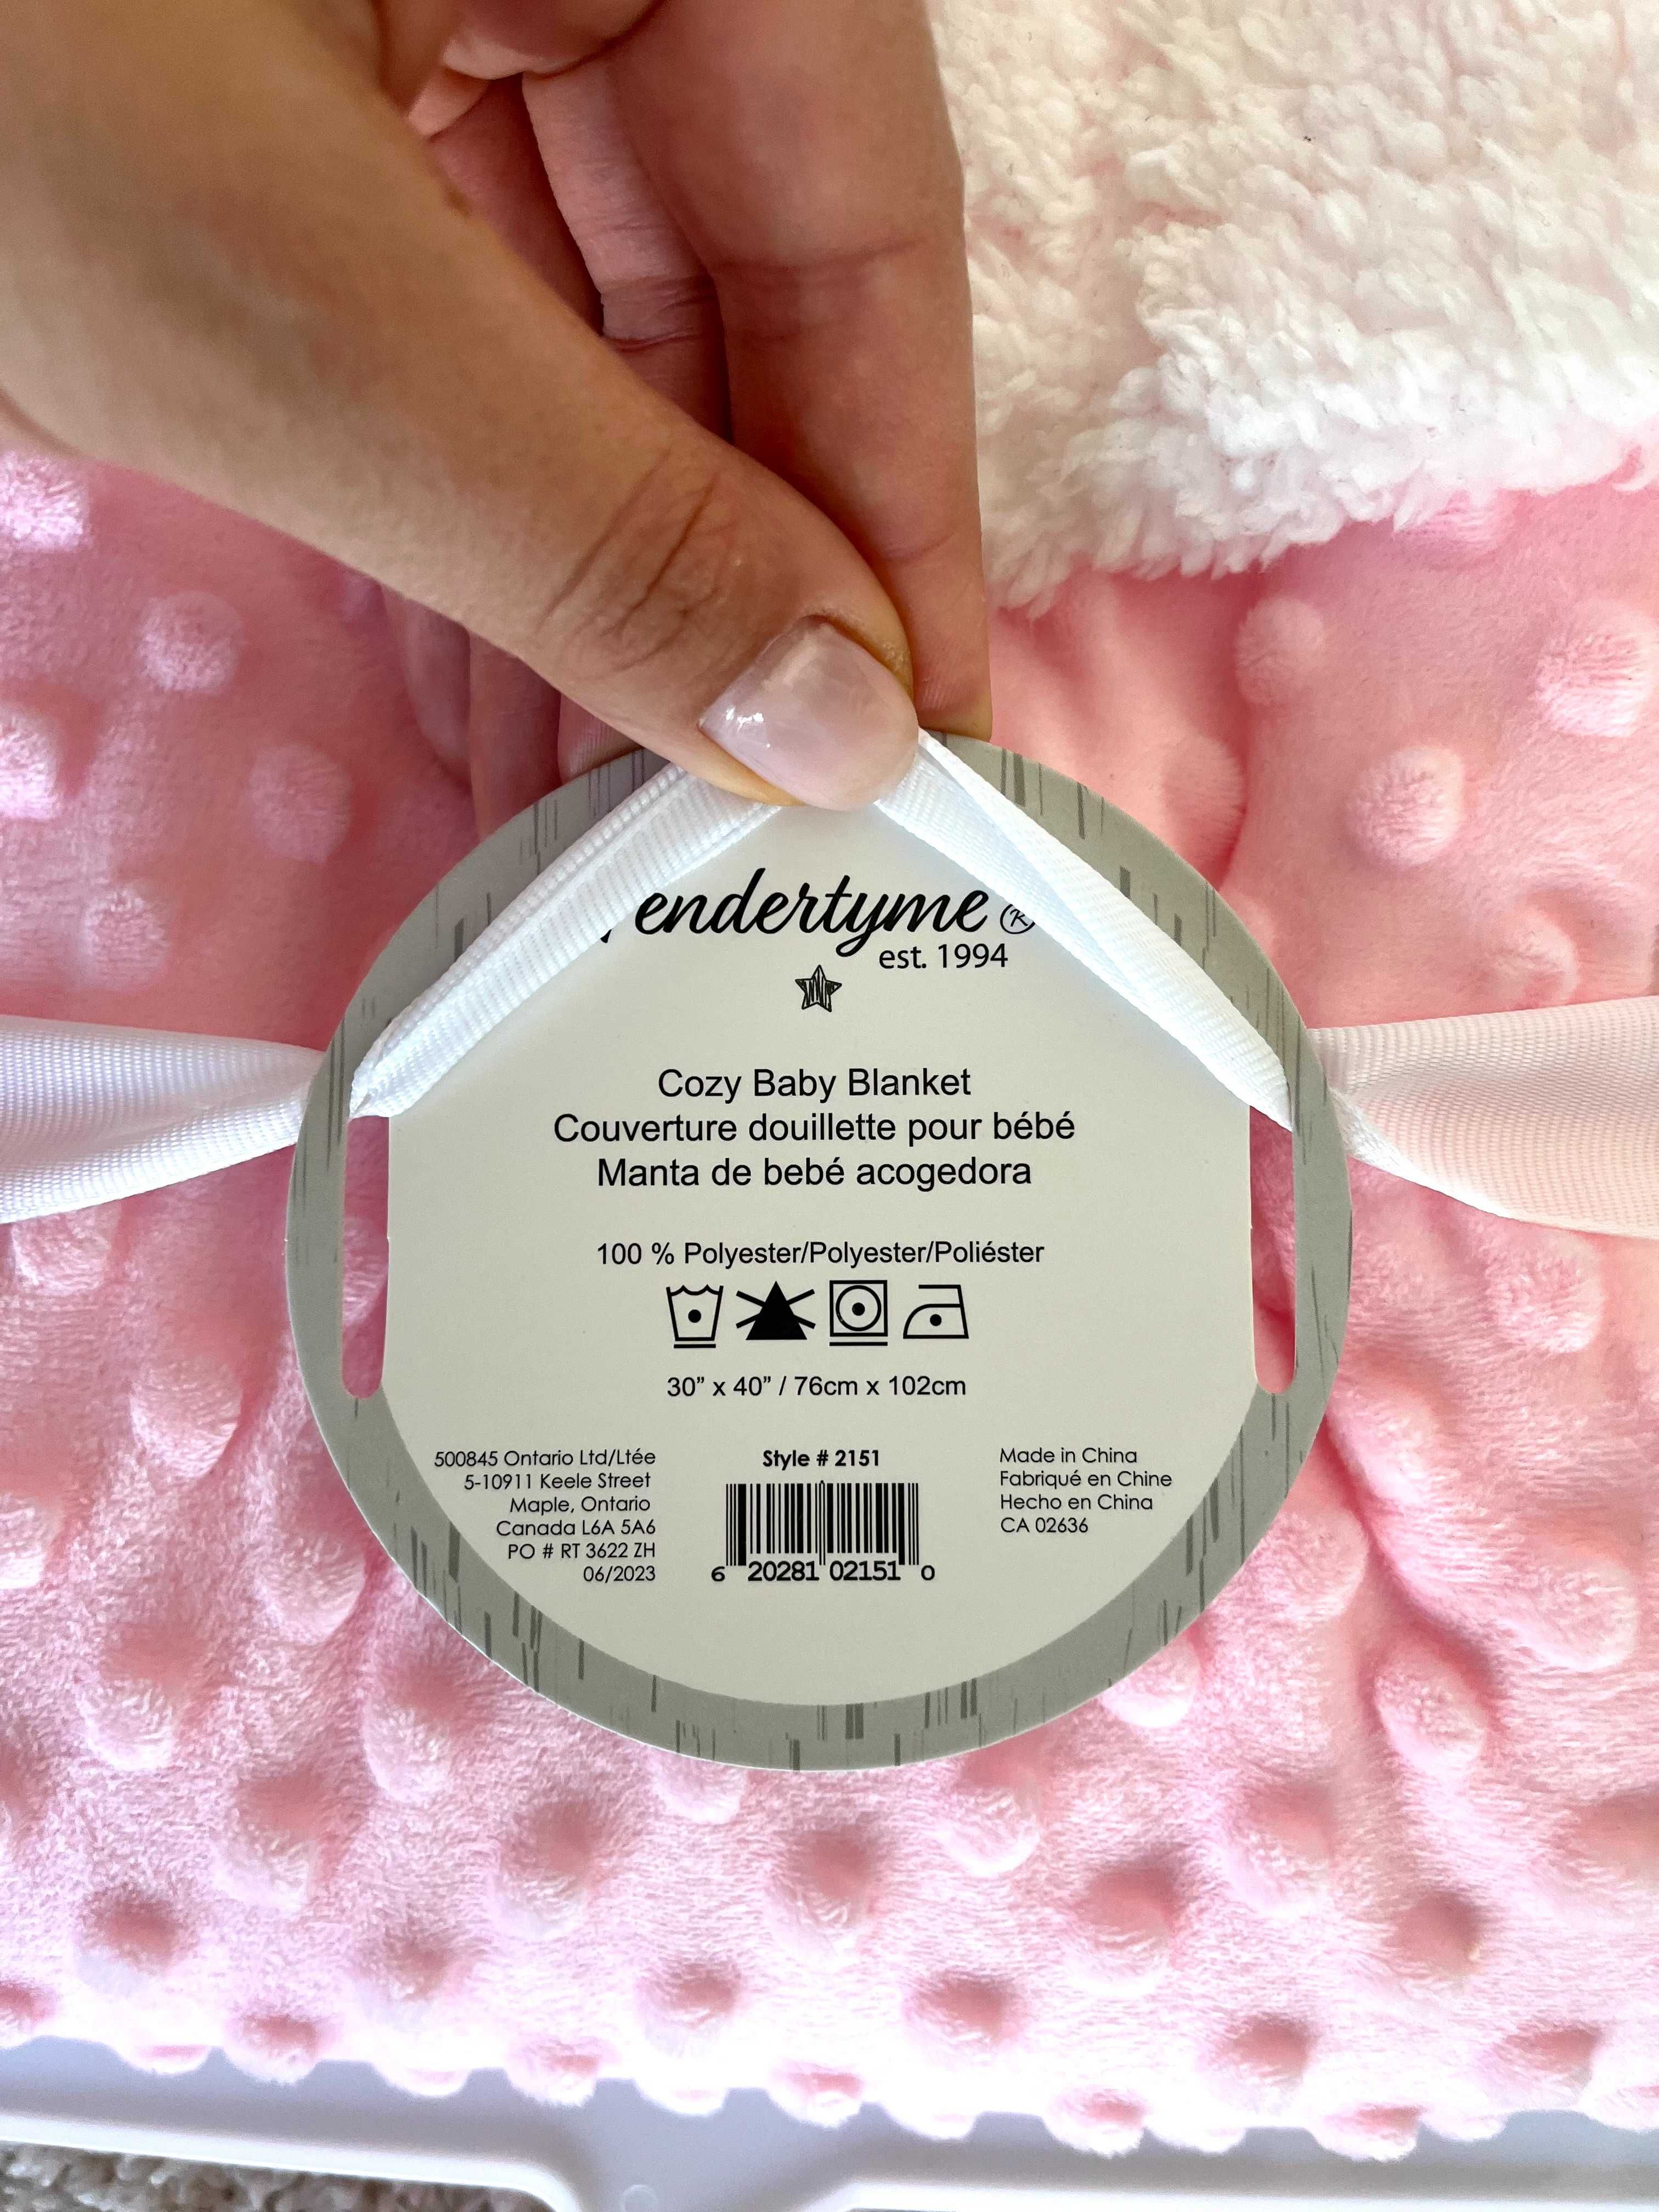 endertyme ®
est. 1994
Cozy Baby Blanket
Couverture douillette pour bébé
Manta de bebé acogedora
100 % Polyester/Polyester/Poliéster
30” x 40” / 76cm x 102cm
500845 Ontario Ltd/Ltée
5-10911 Keele Street
Maple, Ontario
Canada L6A 5A6
PO # RT 3622 ZH
06/2023
Style # 2151
6 20281 02151 0
Made in China
Fabriqué en Chine
Hecho en China
CA 02636